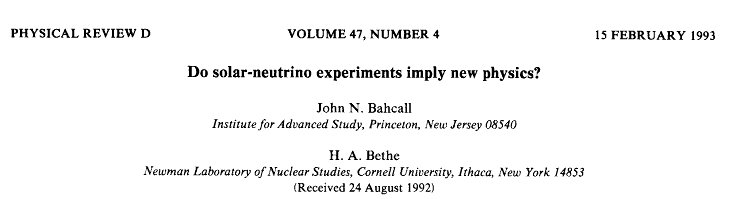 PHYSICAL REVIEW D VOLUME 47, NUMBER 4 15 FEBRUARY 1993
Do solar-neutrino experiments imply new physics?
John N. Bahcall
Institute for Advanced Study, Princeton, New Jersey 08540
H. A. Bethe
Newman Laboratory of Nuclear Studies, Cornell University, Ithaca, New York 14853
(Received 24 August 1992)